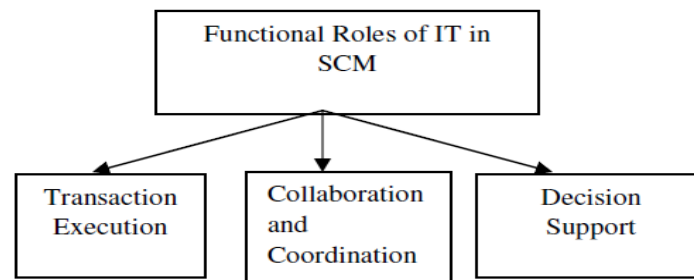 Functional Roles of IT in
SCM
Transaction
Execution
Collaboration
and
Coordination
Decision
Support